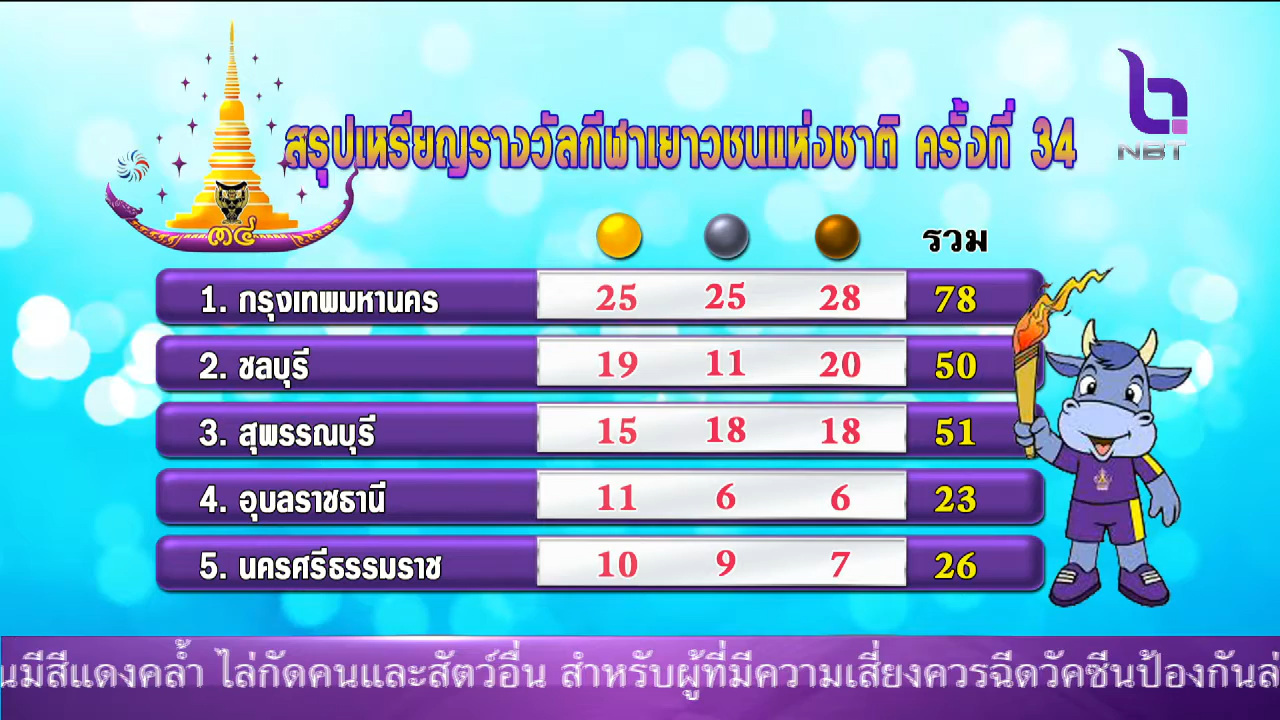 สรุปเหรียญรางวัลกีฬาเยาวชนแห่งชาติ ครั้งที่ 34
NBT
๓๔
รวม
1. กรุงเทพมหานคร 25 25 28 78
2. ชลบุรี 19 11 20 50
3. สุพรรณบุรี 15 18 18 51
4. อุบลราชธานี 11 6 6 23
5. นครศรีธรรมราช 10 9 7 26
นมีสีแดงคล้ำ ไล่กัดคนและสัตว์อื่น สำหรับผู้ที่มีความเสี่ยงควรฉีดวัคซีนป้องกันล่